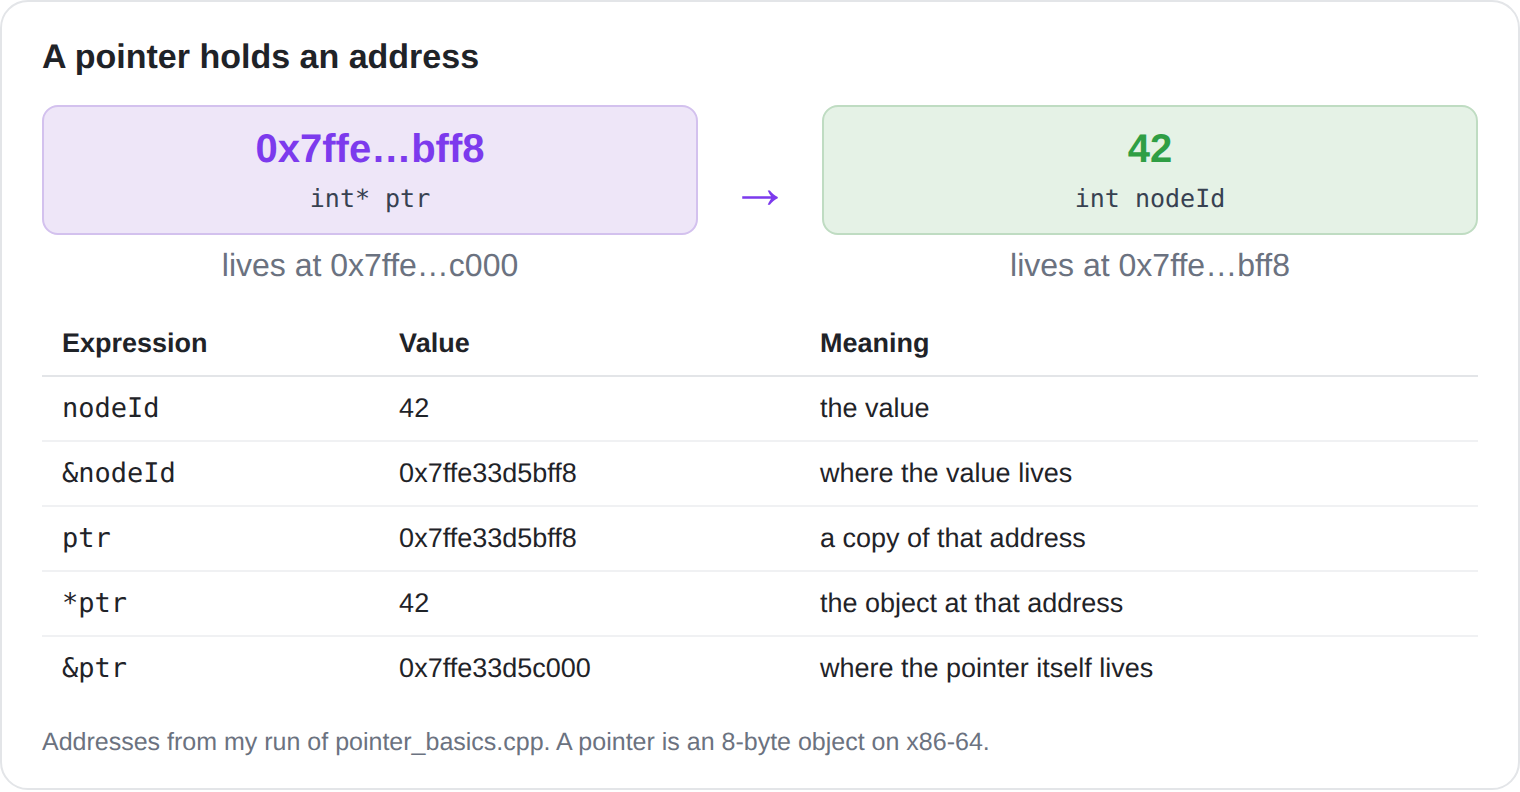 A pointer holds an address
0x7ffe…bff8
int* ptr
lives at 0x7ffe…c000
→
42
int nodeId
lives at 0x7ffe…bff8
Expression Value Meaning
nodeId 42 the value
&nodeId 0x7ffe33d5bff8 where the value lives
ptr 0x7ffe33d5bff8 a copy of that address
*ptr 42 the object at that address
&ptr 0x7ffe33d5c000 where the pointer itself lives
Addresses from my run of pointer_basics.cpp. A pointer is an 8-byte object on x86-64.